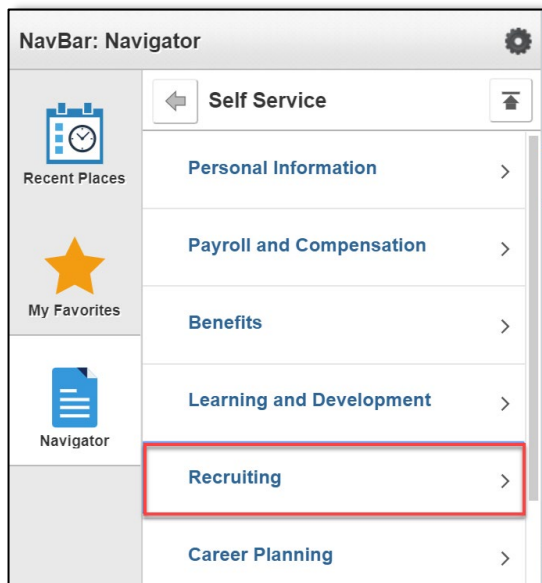 NavBar: Navigator
Self Service
Recent Places
My Favorites
Navigator
Personal Information
Payroll and Compensation
Benefits
Learning and Development
Recruiting
Career Planning